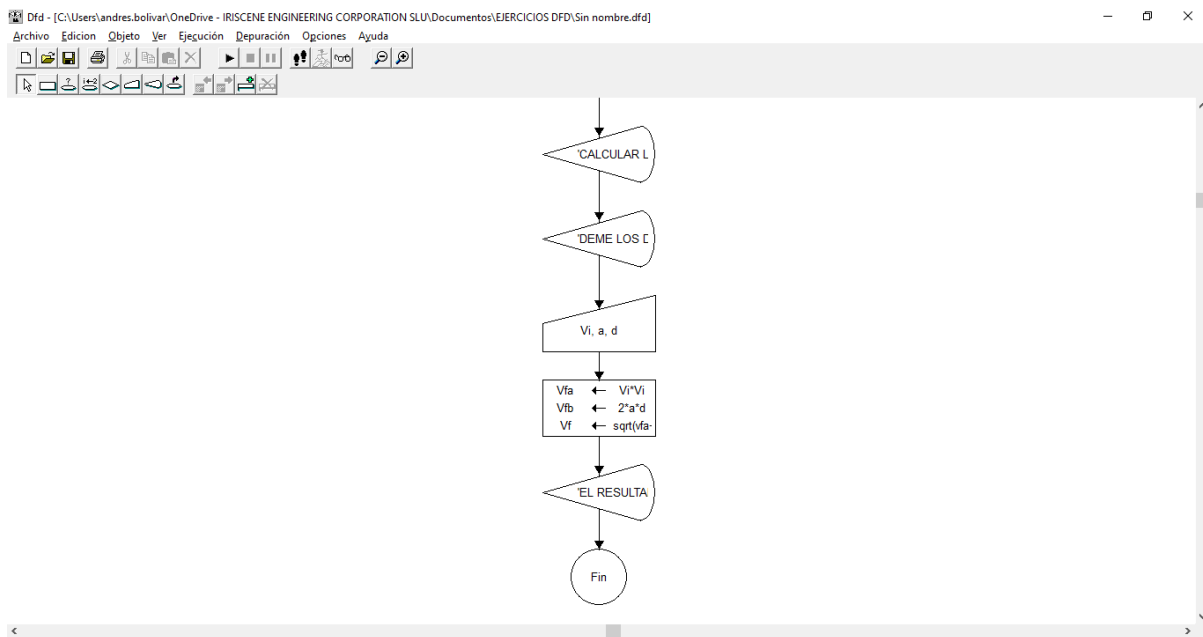 Dfd - [C:\Users\andres.bolivar\OneDrive - IRISCENE ENGINEERING CORPORATION SLU\Documentos\EJERCICIOS DFD\Sin nombre.dfd]
Archivo Edicion Objeto Ver Ejecución Depuración Opciones Ayuda
'CALCULAR L
'DEME LOS D
Vi, a, d
Vfa ← Vi*Vi
Vfb ← 2*a*d
Vf ← sqrt(vfa-
'EL RESULTA
Fin